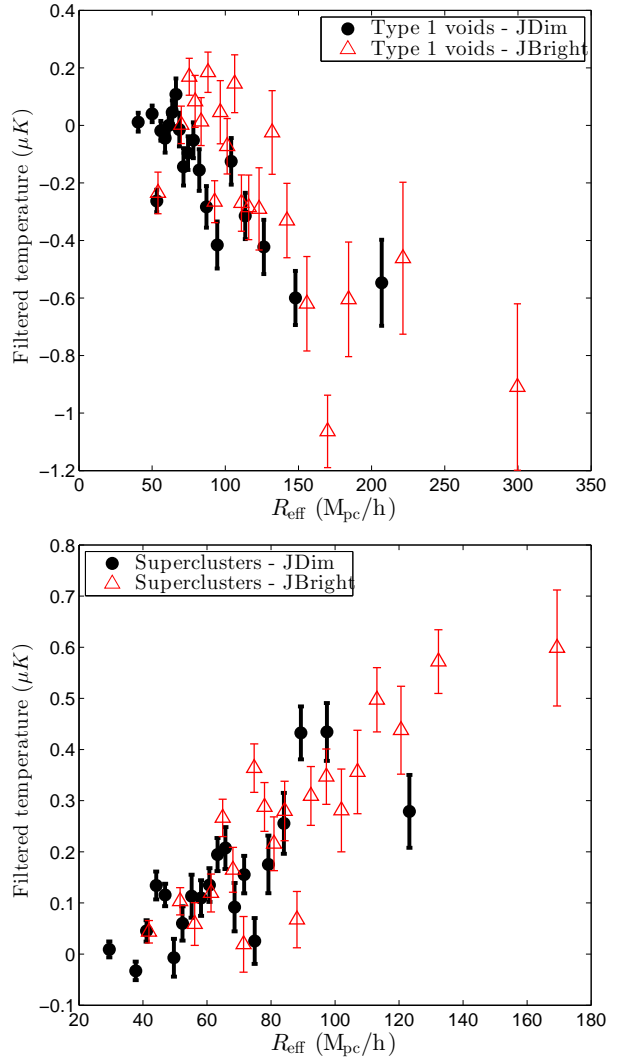 Type 1 voids - JDim
Type 1 voids - JBright
Filtered temperature (μK)
0.4
0.2
0
−0.2
−0.4
−0.6
−0.8
−1
−1.2
0 50 100 150 200 250 300 350
R_eff (M_pc/h)
Superclusters - JDim
Superclusters - JBright
Filtered temperature (μK)
0.8
0.7
0.6
0.5
0.4
0.3
0.2
0.1
0
−0.1
20 40 60 80 100 120 140 160 180
R_eff (M_pc/h)